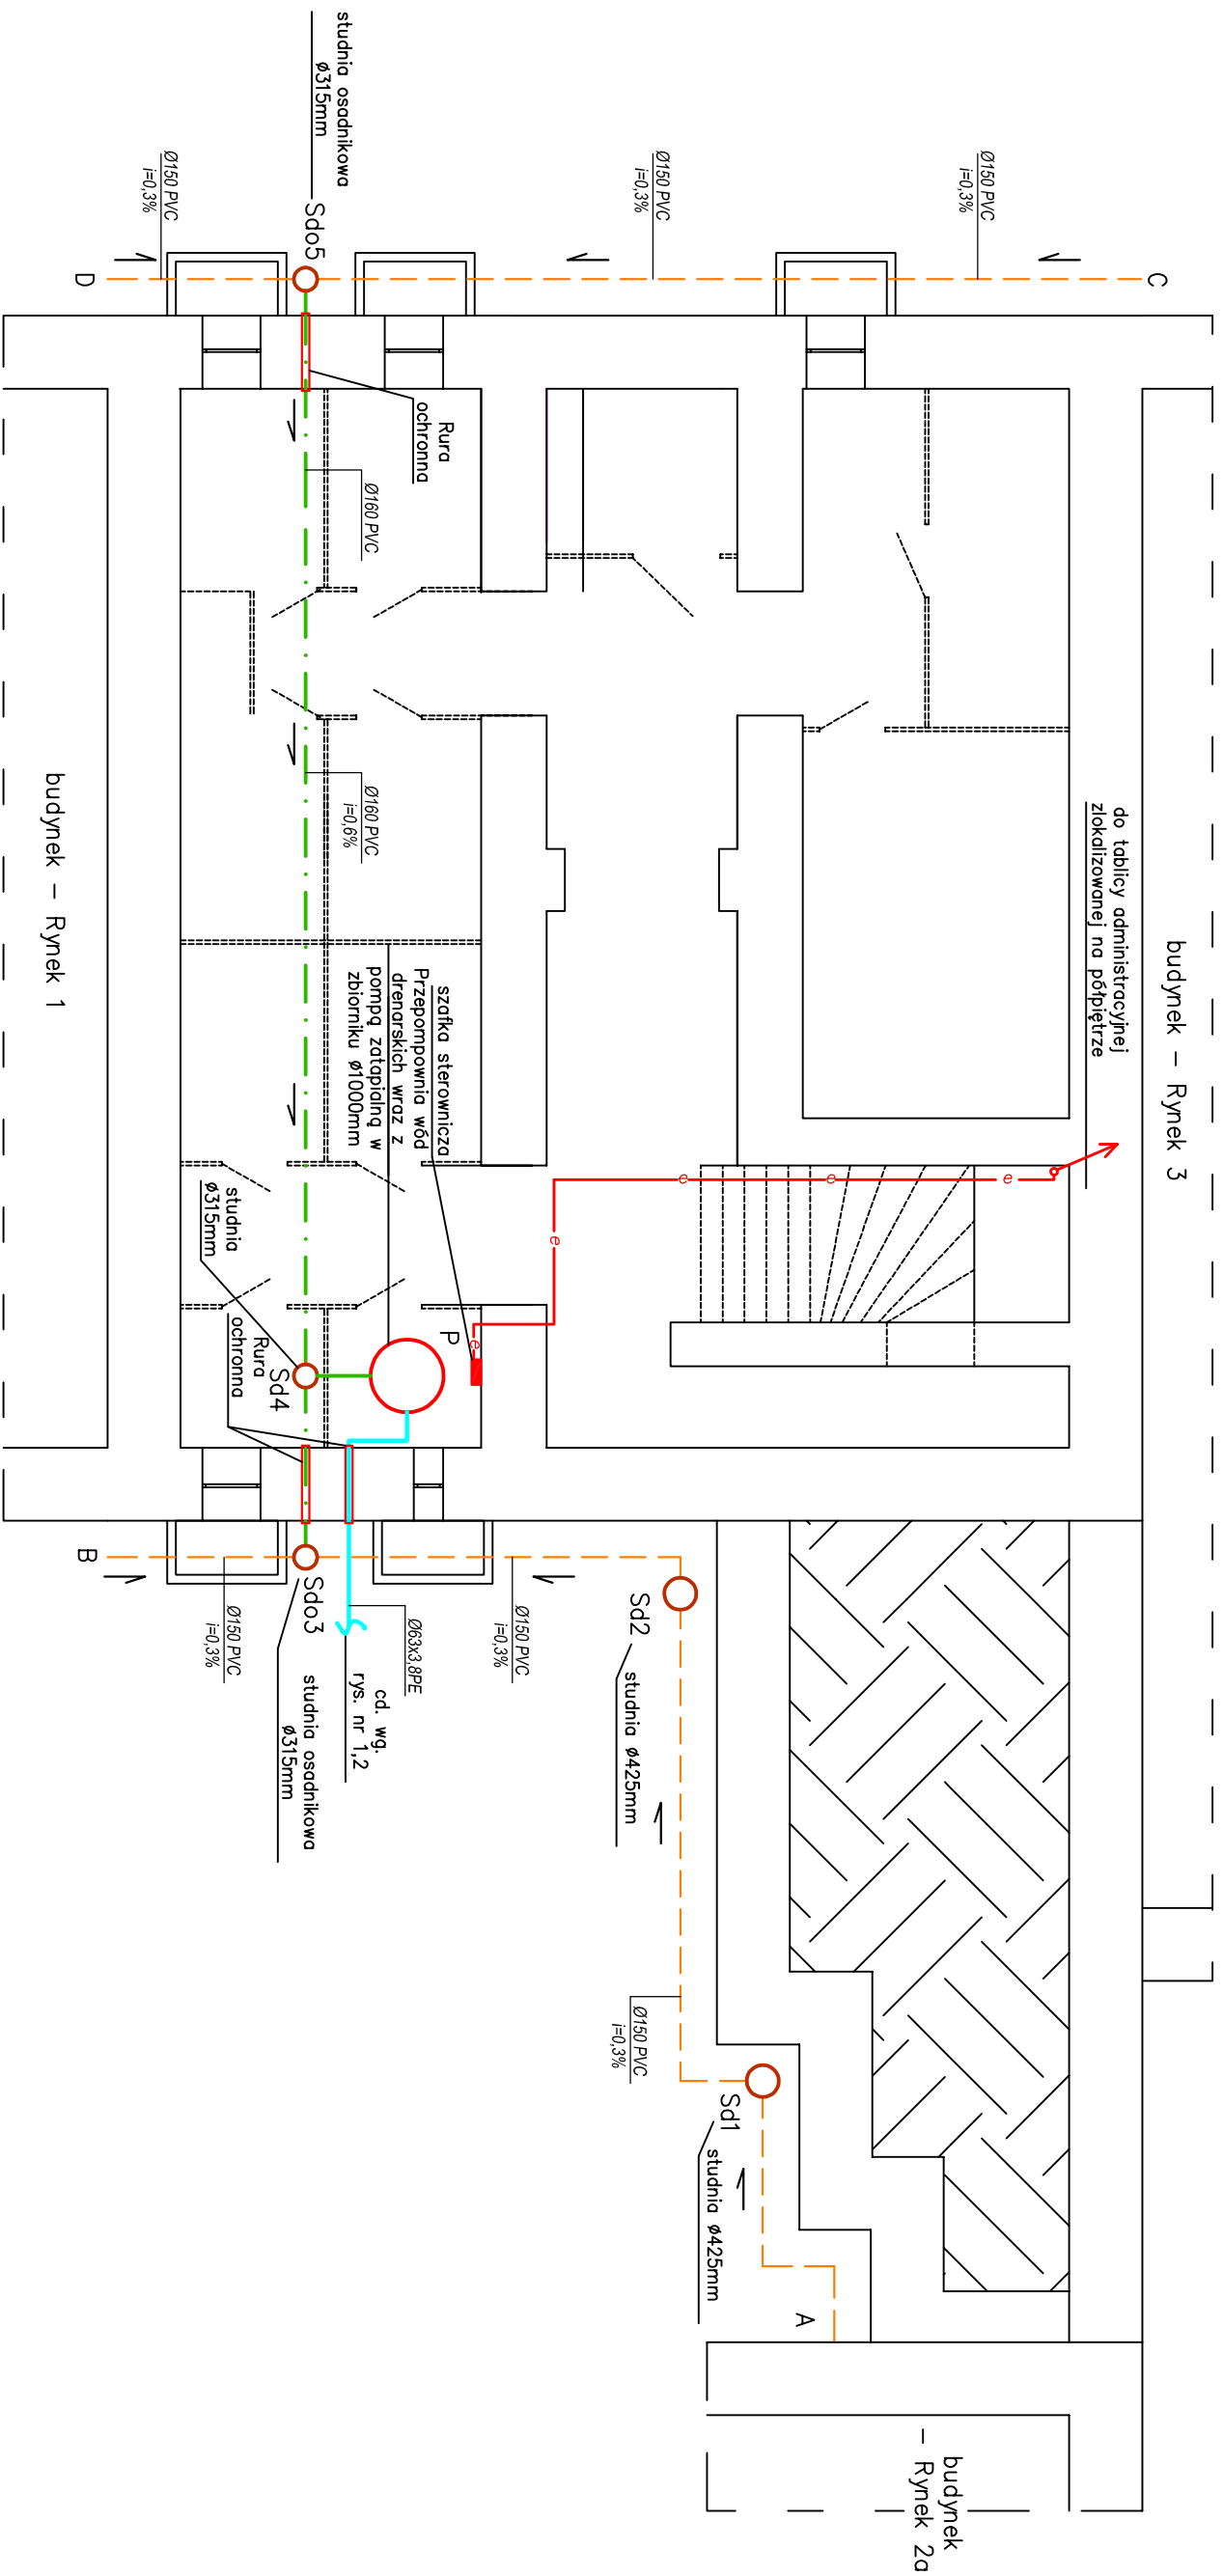 budynek – Rynek 3
do tablicy administracyjnej
zlokalizowanej na półpiętrze
budynek
– Rynek 2a
C
Ø150 PVC
i=0,3%
Ø150 PVC
i=0,3%
Ø150 PVC
i=0,3%
D
studnia osadnikowa
ø315mm
Sdo5
Rura
ochronna
Ø160 PVC
Ø160 PVC
i=0,6%
szafka sterownicza
Przepompownia wód
drenarskich wraz z
pompą zatapialną w
zbiorniku ø1000mm
e
e
e
e
e
P
studnia
ø315mm
Sd4
Rura
ochronna
B
Sdo3
studnia osadnikowa
ø315mm
Ø150 PVC
i=0,3%
Ø63x3,8PE
cd. wg.
rys. nr 1,2
Ø150 PVC
i=0,3%
Sd2
studnia ø425mm
Ø150 PVC
i=0,3%
Sd1
studnia ø425mm
A
budynek – Rynek 1